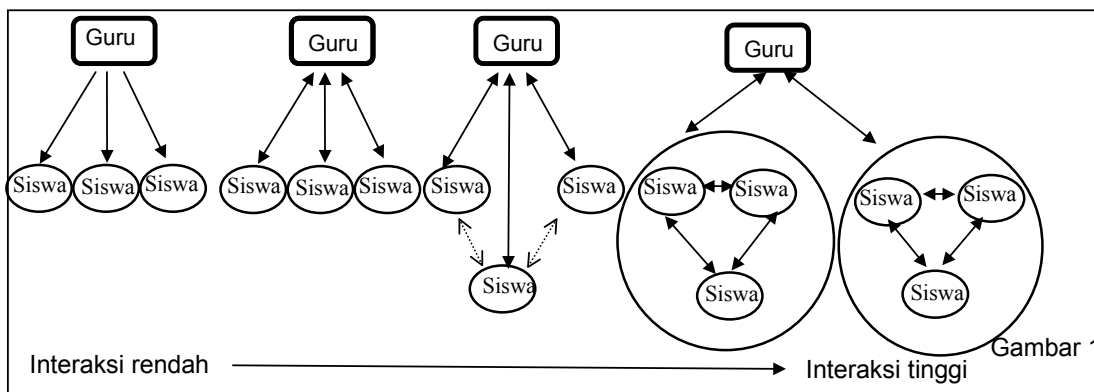 Guru Guru Guru Guru
Siswa Siswa Siswa Siswa Siswa Siswa Siswa Siswa Siswa Siswa Siswa Siswa
Siswa Siswa Siswa
Gambar 1
Interaksi rendah Interaksi tinggi